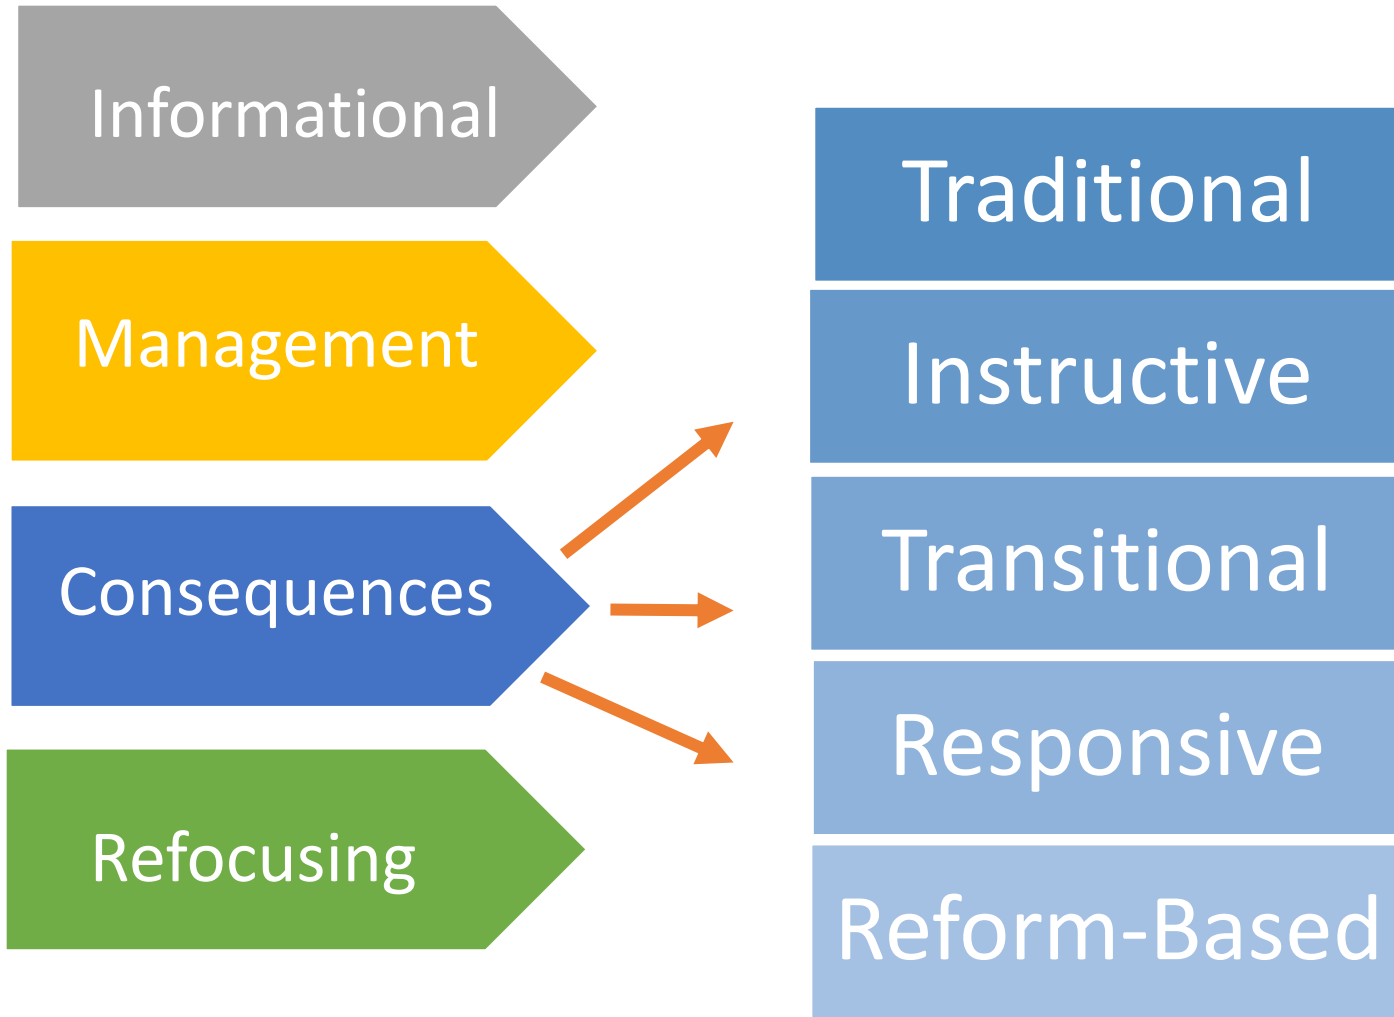 Informational
Management
Consequences
Refocusing
Traditional
Instructive
Transitional
Responsive
Reform-Based